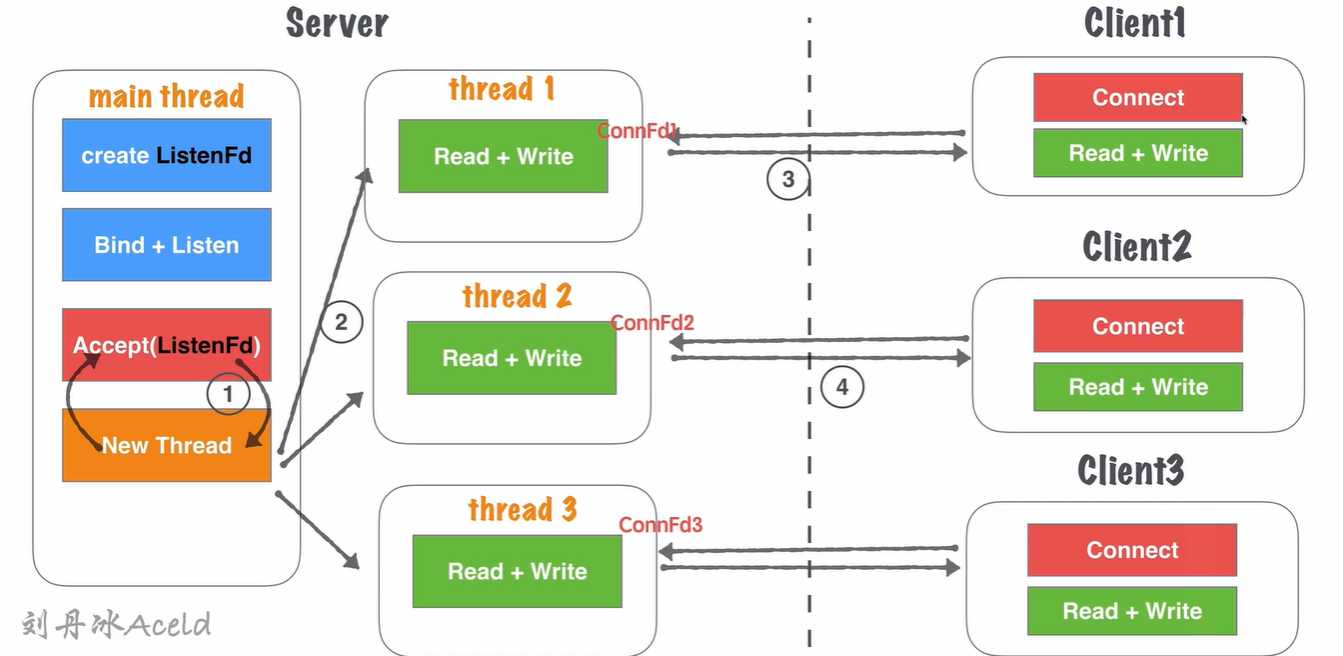 Server
main thread
create ListenFd
Bind + Listen
Accept(ListenFd)
1
New Thread
2
thread 1
ConnFd1
Read + Write
thread 2
ConnFd2
Read + Write
thread 3
ConnFd3
Read + Write
3
4
Client1
Connect
Read + Write
Client2
Connect
Read + Write
Client3
Connect
Read + Write
刘丹冰Aceld